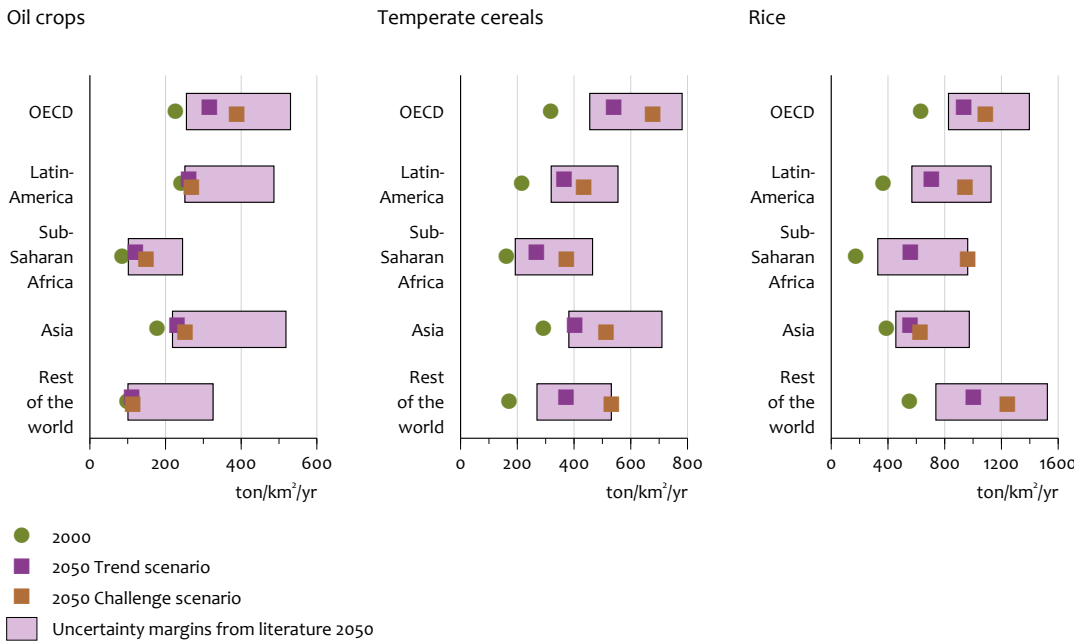 Oil crops
Temperate cereals
Rice
OECD
Latin-
America
Sub-
Saharan
Africa
Asia
Rest
of the
world
0
200
400
600
ton/km²/yr
OECD
Latin-
America
Sub-
Saharan
Africa
Asia
Rest
of the
world
0
200
400
600
800
ton/km²/yr
OECD
Latin-
America
Sub-
Saharan
Africa
Asia
Rest
of the
world
0
400
800
1200
1600
ton/km²/yr
2000
2050 Trend scenario
2050 Challenge scenario
Uncertainty margins from literature 2050